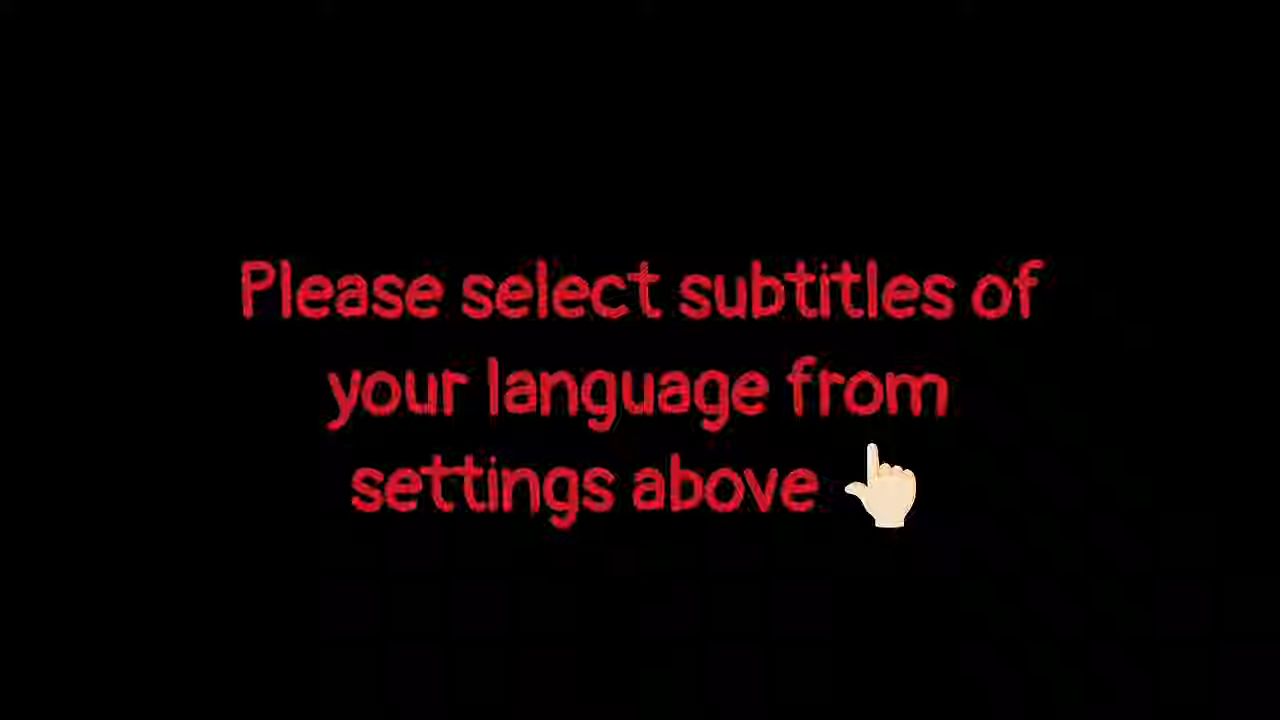 Please select subtitles of
your language from
settings above 👆🏻